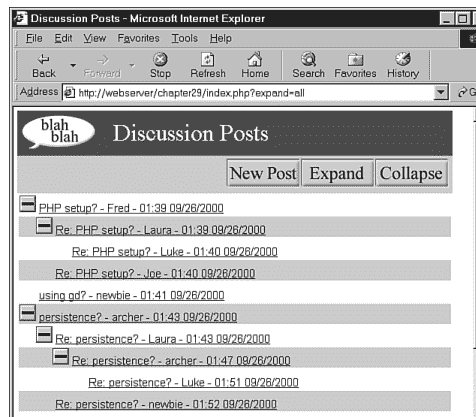 Discussion Posts - Microsoft Internet Explorer
File Edit View Favorites Tools Help
Back Forward Stop Refresh Home Search Favorites History
Address http://webserver/chapter29/index.php?expand=all
blah
blah
Discussion Posts
New Post Expand Collapse
PHP setup? - Fred - 01:39 09/26/2000
Re: PHP setup? - Laura - 01:39 09/26/2000
Re: PHP setup? - Luke - 01:40 09/26/2000
Re: PHP setup? - Joe - 01:40 09/26/2000
using gd? - newbie - 01:41 09/26/2000
persistence? - archer - 01:43 09/26/2000
Re: persistence? - Laura - 01:43 09/26/2000
Re: persistence? - archer - 01:47 09/26/2000
Re: persistence? - Luke - 01:51 09/26/2000
Re: persistence? - newbie - 01:52 09/26/2000